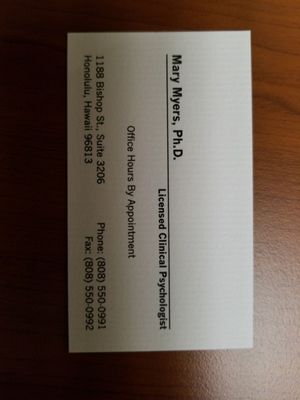 Mary Myers, Ph.D.
Licensed Clinical Psychologist
Office Hours By Appointment
1188 Bishop St., Suite 3206 Phone: (808) 550-0991
Honolulu, Hawaii 96813 Fax: (808) 550-0992